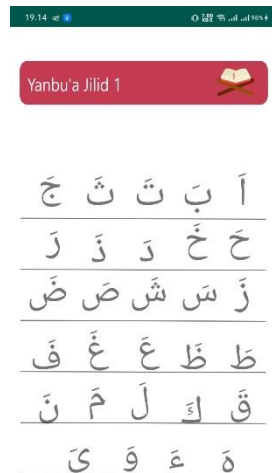 19.14
Yanbu'a Jilid 1
اَ بَ تَ ثَ جَ
حَ خَ دَ ذَ رَ
زَ سَ شَ صَ ضَ
طَ ظَ عَ غَ فَ
قَ كَ لَ مَ نَ
وَ هَ ءَ يَ